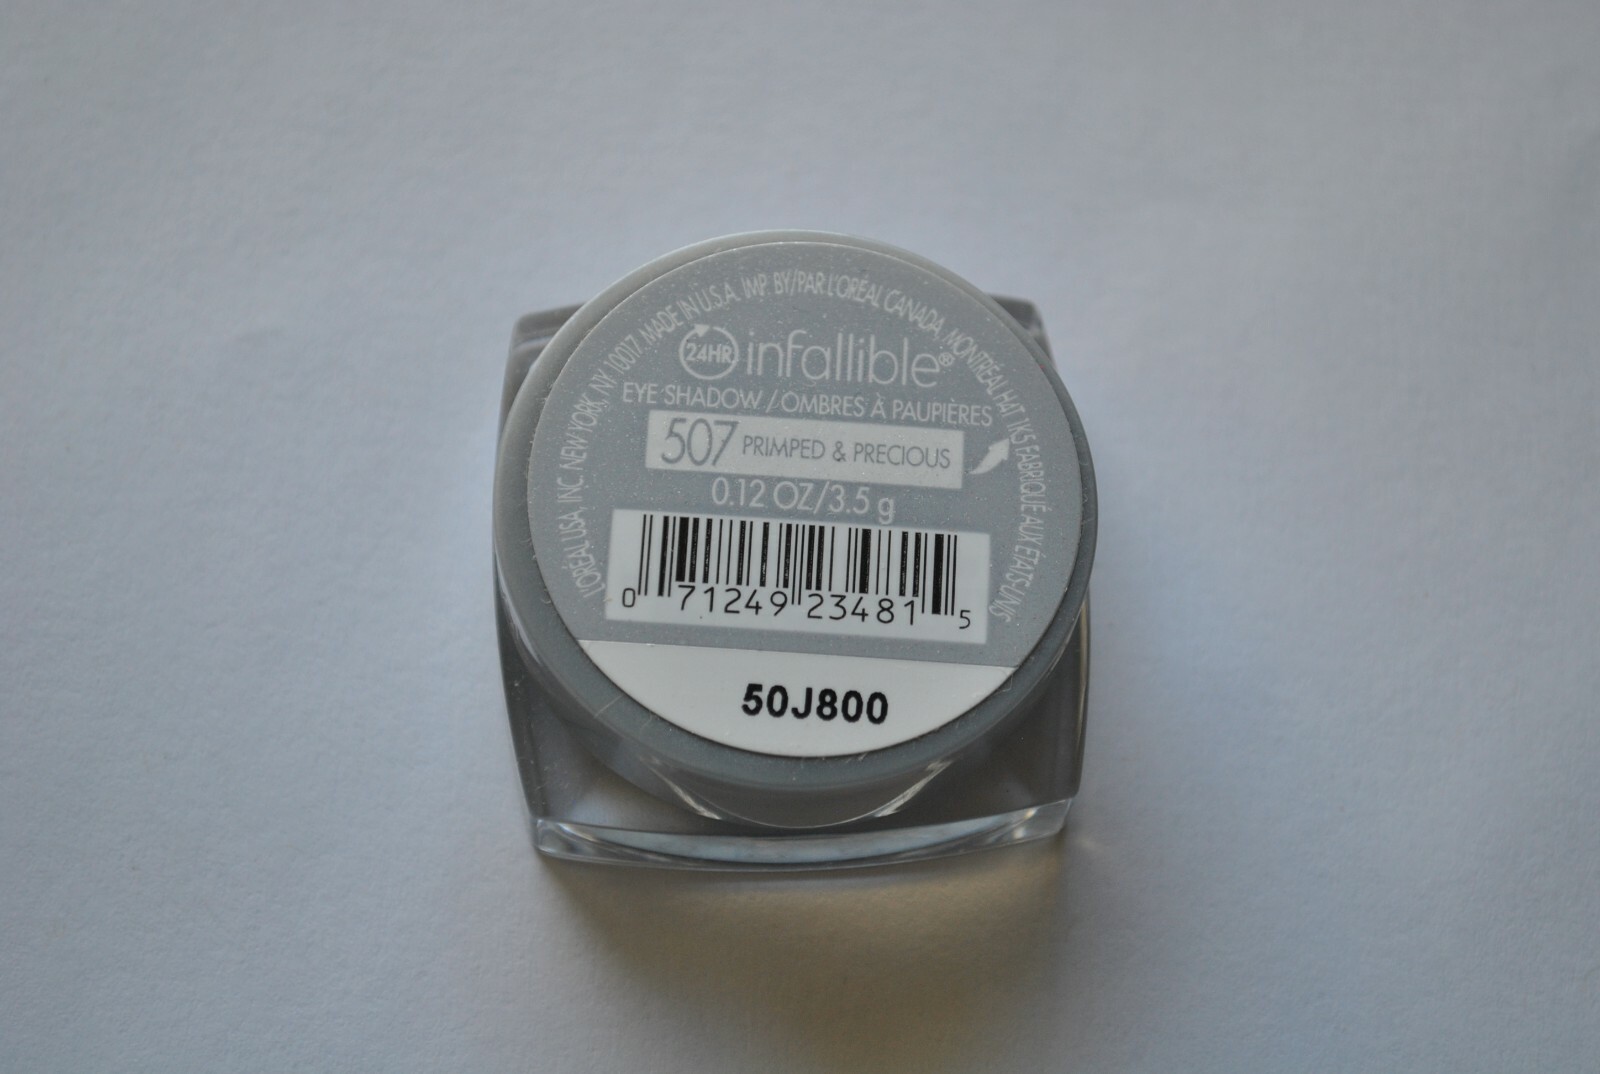 L'ORÉAL USA, INC. NEW YORK, NY. 10017. MADE IN U.S.A. IMP. BY/PAR L'ORÉAL CANADA, MONTRÉAL H4T 1K5 FABRIQUÉ AUX ÉTATS-UNIS
24HR infallible®
EYE SHADOW / OMBRES À PAUPIÈRES
507 PRIMPED & PRECIOUS
0.12 OZ/3.5 g
0 71249 23481 5
50J800